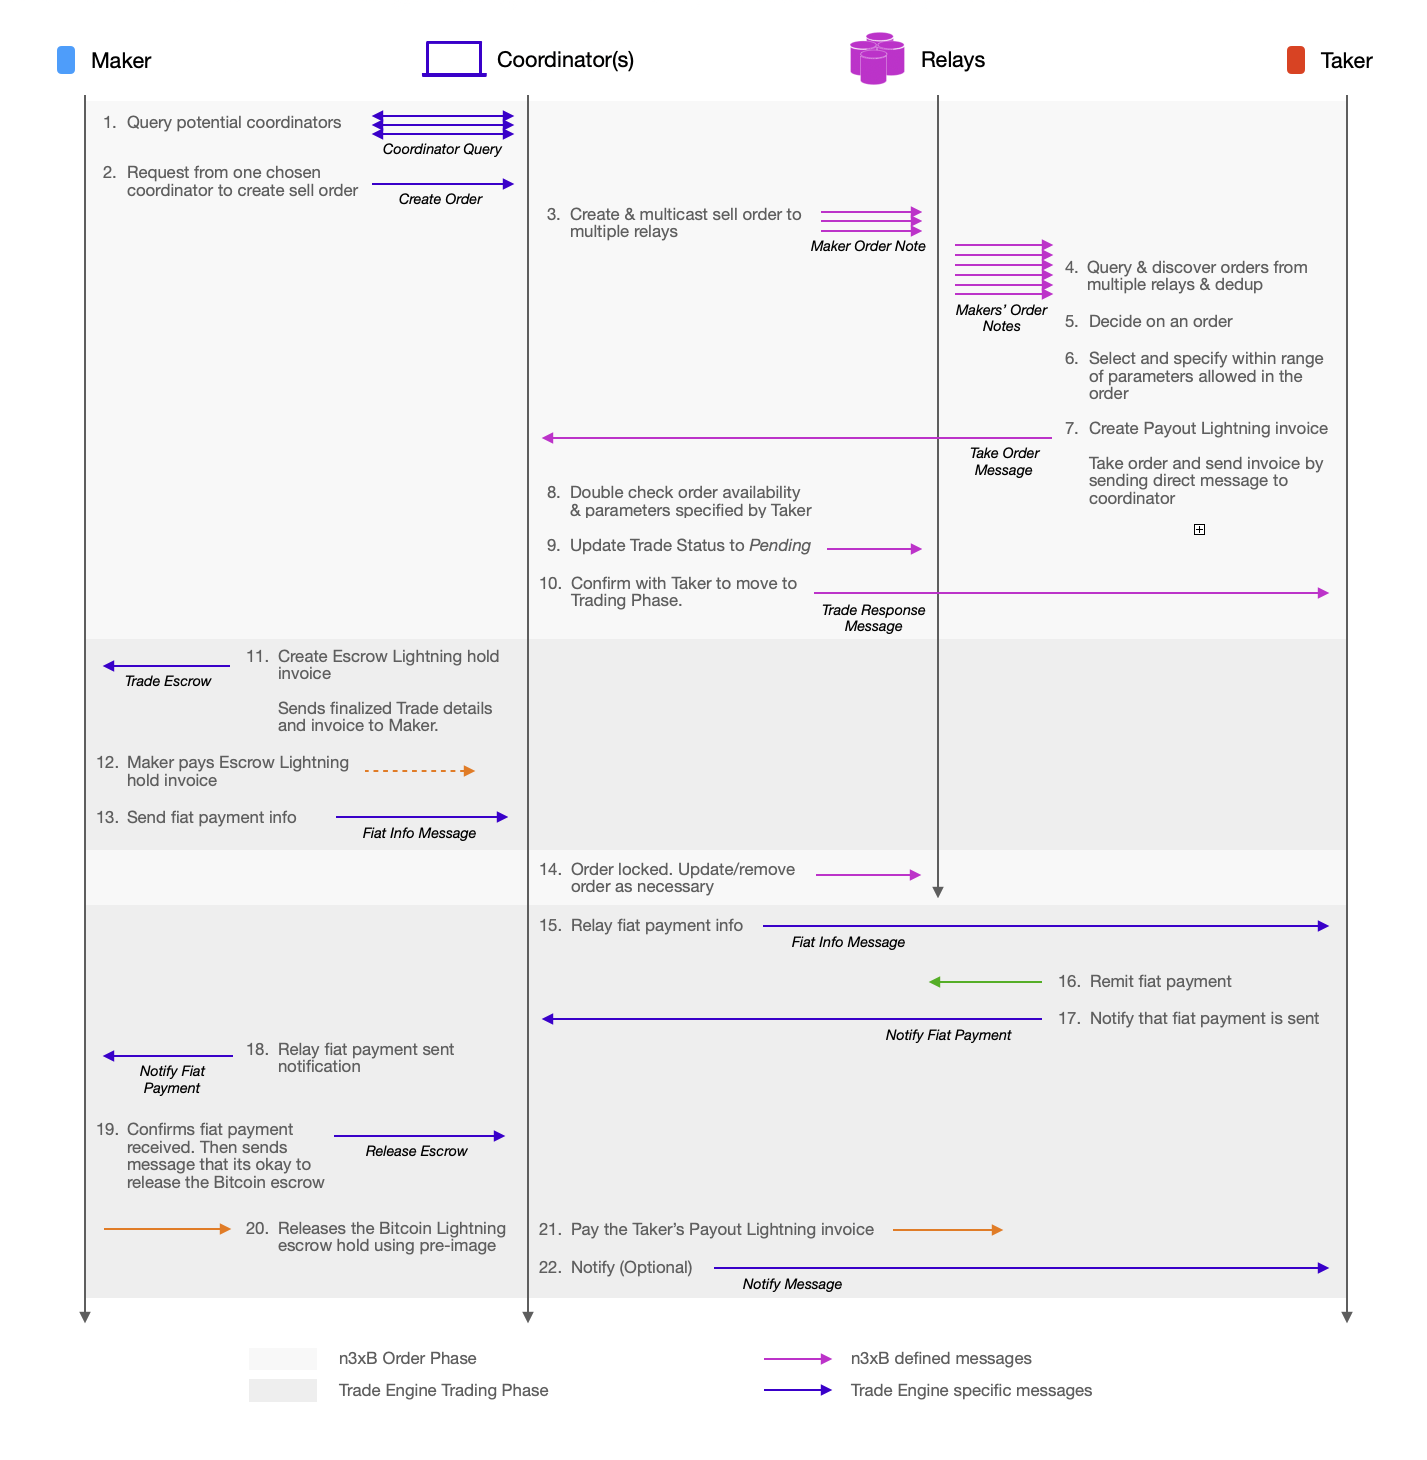 Maker
Coordinator(s)
Relays
Taker
1. Query potential coordinators
Coordinator Query
2. Request from one chosen
coordinator to create sell order
Create Order
3. Create & multicast sell order to
multiple relays
Maker Order Note
4. Query & discover orders from
multiple relays & dedup
Makers’ Order
Notes
5. Decide on an order
6. Select and specify within range
of parameters allowed in the
order
7. Create Payout Lightning invoice
Take order and send invoice by
sending direct message to
coordinator
Take Order
Message
8. Double check order availability
& parameters specified by Taker
9. Update Trade Status to Pending
10. Confirm with Taker to move to
Trading Phase.
Trade Response
Message
11. Create Escrow Lightning hold
invoice
Sends finalized Trade details
and invoice to Maker.
Trade Escrow
12. Maker pays Escrow Lightning
hold invoice
13. Send fiat payment info
Fiat Info Message
14. Order locked. Update/remove
order as necessary
15. Relay fiat payment info
Fiat Info Message
16. Remit fiat payment
17. Notify that fiat payment is sent
Notify Fiat Payment
18. Relay fiat payment sent
notification
Notify Fiat
Payment
19. Confirms fiat payment
received. Then sends
message that its okay to
release the Bitcoin escrow
Release Escrow
20. Releases the Bitcoin Lightning
escrow hold using pre-image
21. Pay the Taker’s Payout Lightning invoice
22. Notify (Optional)
Notify Message
n3xB Order Phase
n3xB defined messages
Trade Engine Trading Phase
Trade Engine specific messages